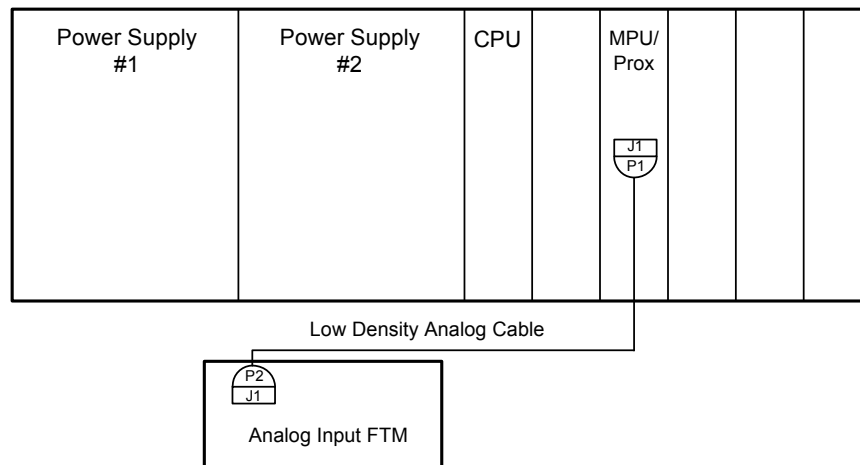 Power Supply
#1
Power Supply
#2
CPU
MPU/
Prox
J1
P1
Low Density Analog Cable
P2
J1
Analog Input FTM